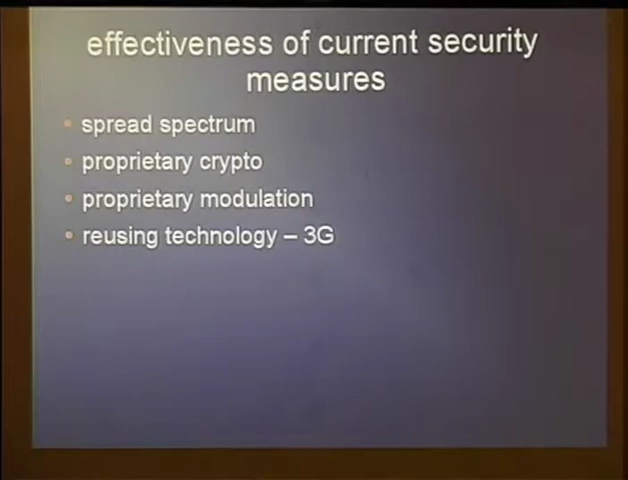 effectiveness of current security
measures
• spread spectrum
• proprietary crypto
• proprietary modulation
• reusing technology – 3G